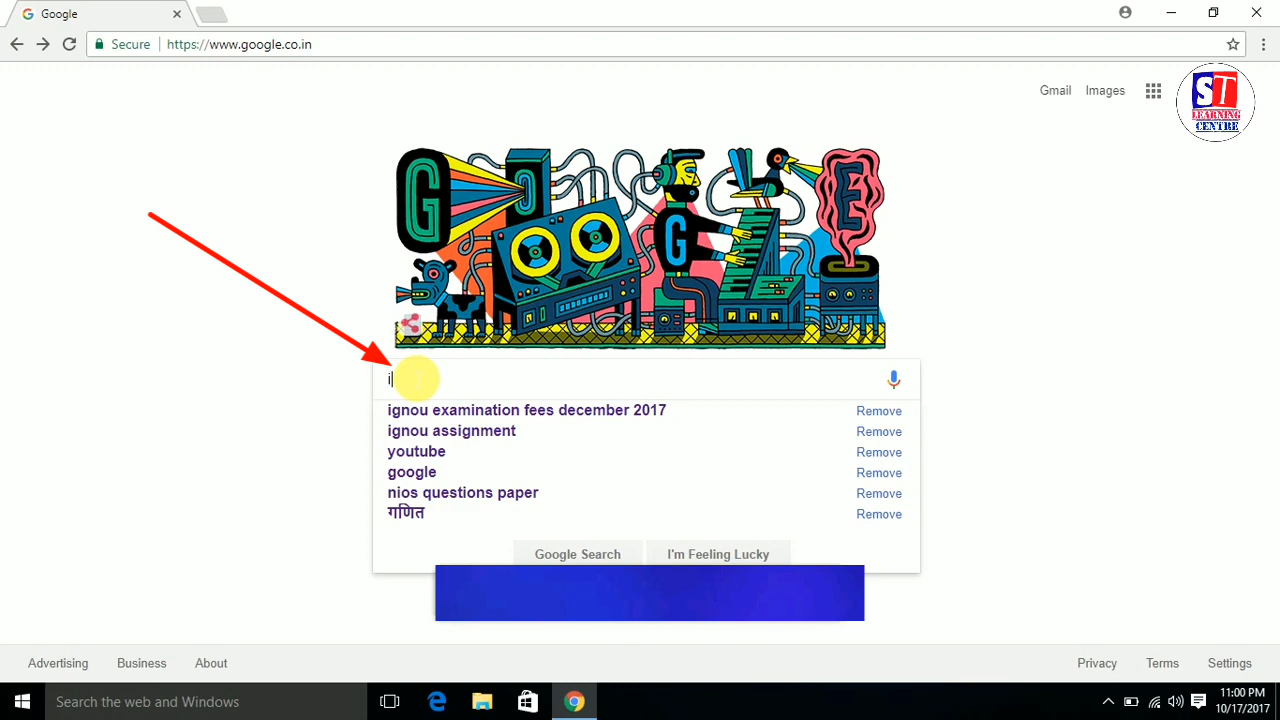 Google
Secure
https://www.google.co.in
Gmail Images
ST
LEARNING
CENTRE
G
G
E
i
ignou examination fees december 2017 Remove
ignou assignment Remove
youtube Remove
google Remove
nios questions paper Remove
गणित Remove
Google Search I'm Feeling Lucky
Advertising Business About Privacy Terms Settings
Search the web and Windows
11:00 PM
10/17/2017